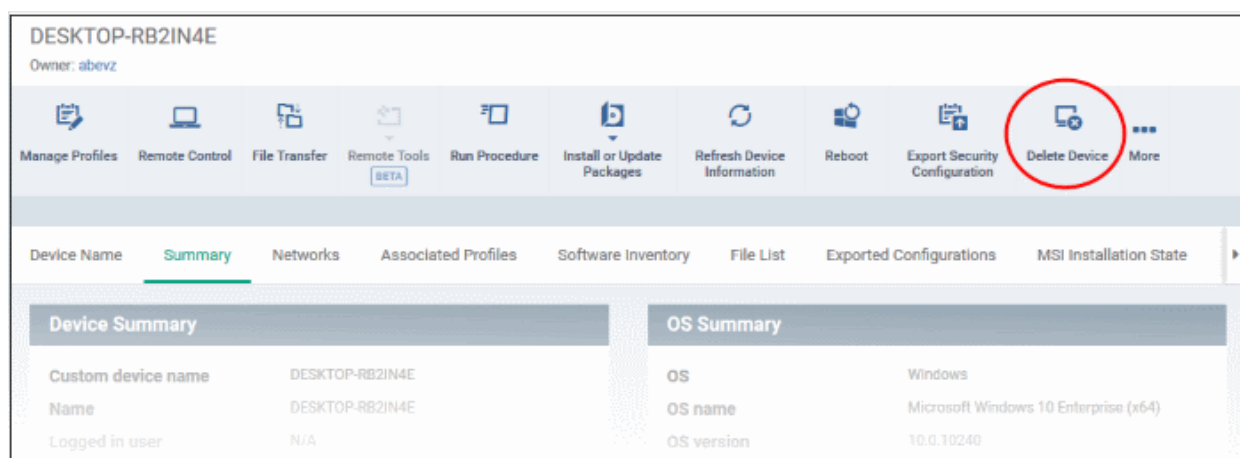 DESKTOP-RB2IN4E
Owner: abevz
Manage Profiles Remote Control File Transfer Remote Tools Run Procedure Install or Update Refresh Device Reboot Export Security Delete Device More
BETA Packages Information Configuration
Device Name Summary Networks Associated Profiles Software Inventory File List Exported Configurations MSI Installation State
Device Summary OS Summary
Custom device name DESKTOP-RB2IN4E OS Windows
Name DESKTOP-RB2IN4E OS name Microsoft Windows 10 Enterprise (x64)
Logged in user N/A OS version 10.0.10240